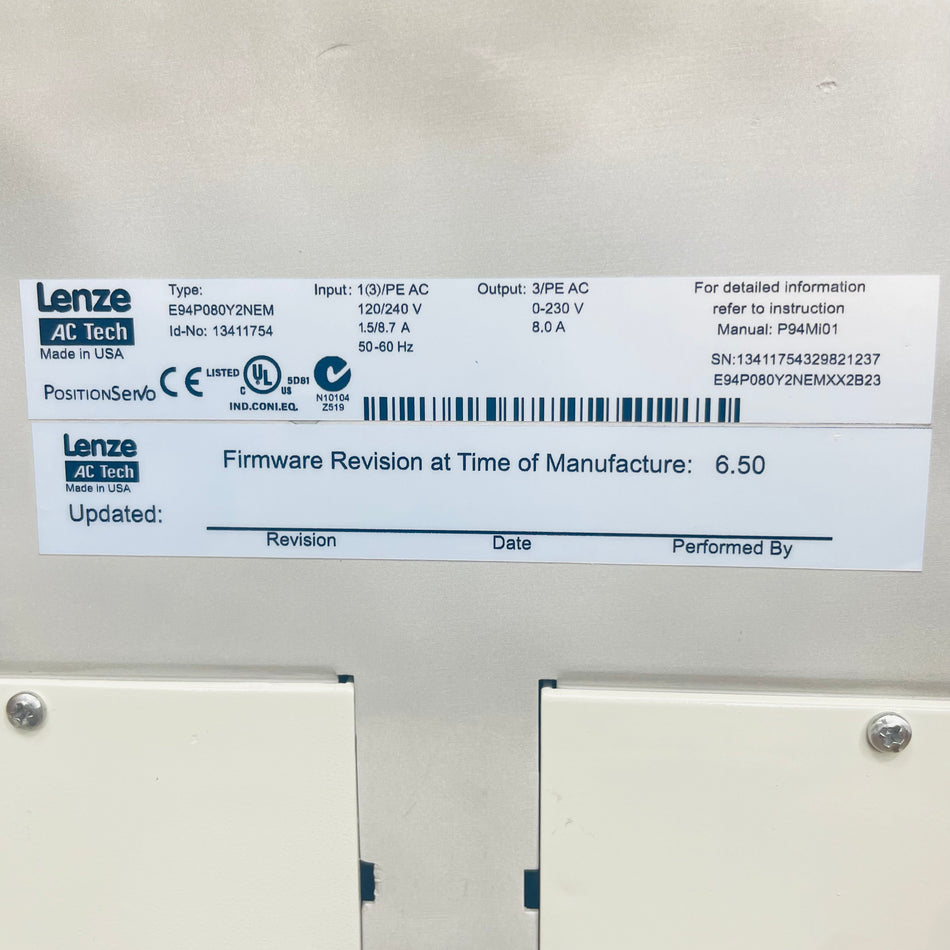 Lenze
AC Tech
Made in USA
PositionServo
Type:
E94P080Y2NEM
Id-No: 13411754
Input: 1(3)/PE AC
120/240 V
1.5/8.7 A
50-60 Hz
Output: 3/PE AC
0-230 V
8.0 A
For detailed information
refer to instruction
Manual: P94Mi01
SN:13411754329821237
E94P080Y2NEMXX2B23
CE
LISTED
C UL US
5D81
IND.CONI.EQ.
N10104
Z519
Lenze
AC Tech
Made in USA
Firmware Revision at Time of Manufacture: 6.50
Updated:
Revision Date Performed By